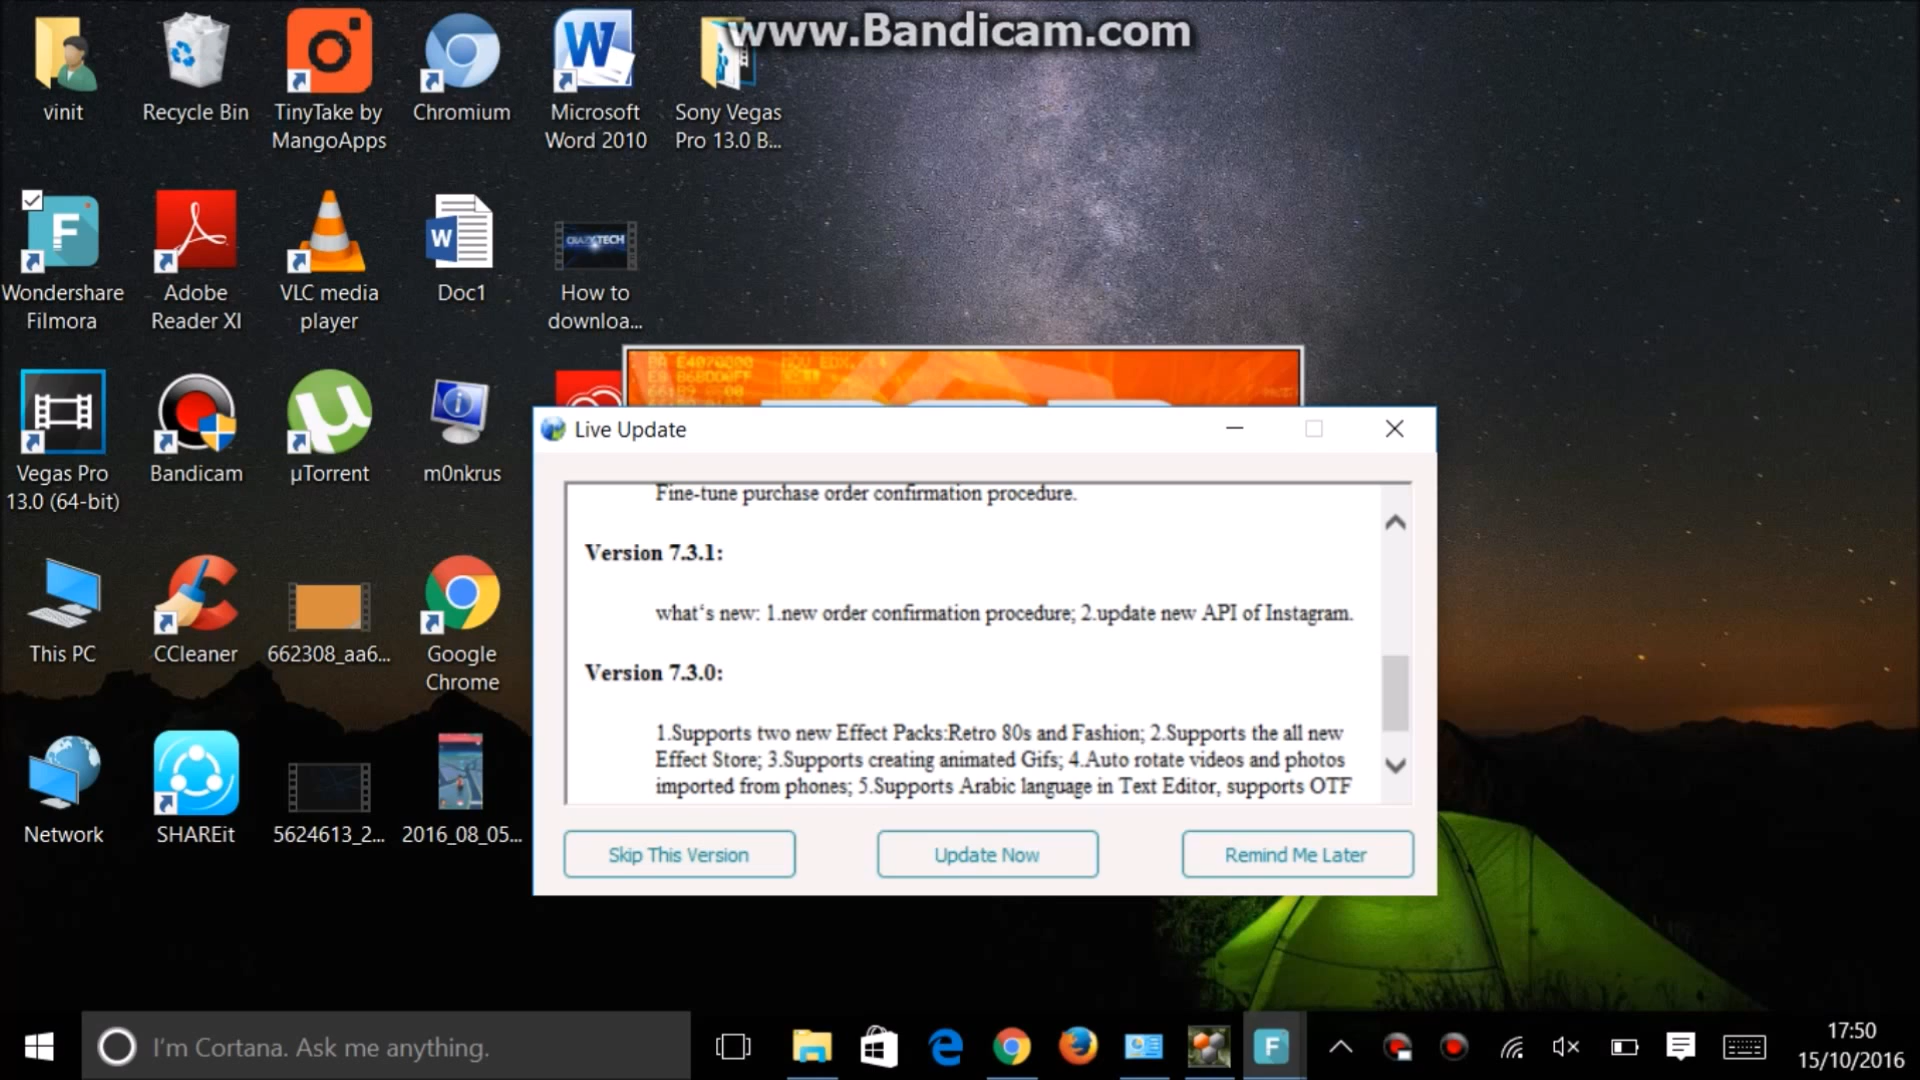 www.Bandicam.com
vinit
Recycle Bin
TinyTake by
MangoApps
Chromium
Microsoft
Word 2010
Sony Vegas
Pro 13.0 B...
Wondershare
Filmora
Adobe
Reader XI
VLC media
player
Doc1
CRAZY TECH
How to
downloa...
Vegas Pro
13.0 (64-bit)
Bandicam
µTorrent
m0nkrus
This PC
CCleaner
662308_aa6...
Google
Chrome
Network
SHAREit
5624613_2...
2016_08_05...
Live Update
Fine-tune purchase order confirmation procedure.
Version 7.3.1:
what's new: 1.new order confirmation procedure; 2.update new API of Instagram.
Version 7.3.0:
1.Supports two new Effect Packs:Retro 80s and Fashion; 2.Supports the all new
Effect Store; 3.Supports creating animated Gifs; 4.Auto rotate videos and photos
imported from phones; 5.Supports Arabic language in Text Editor, supports OTF
Skip This Version
Update Now
Remind Me Later
I'm Cortana. Ask me anything.
17:50
15/10/2016